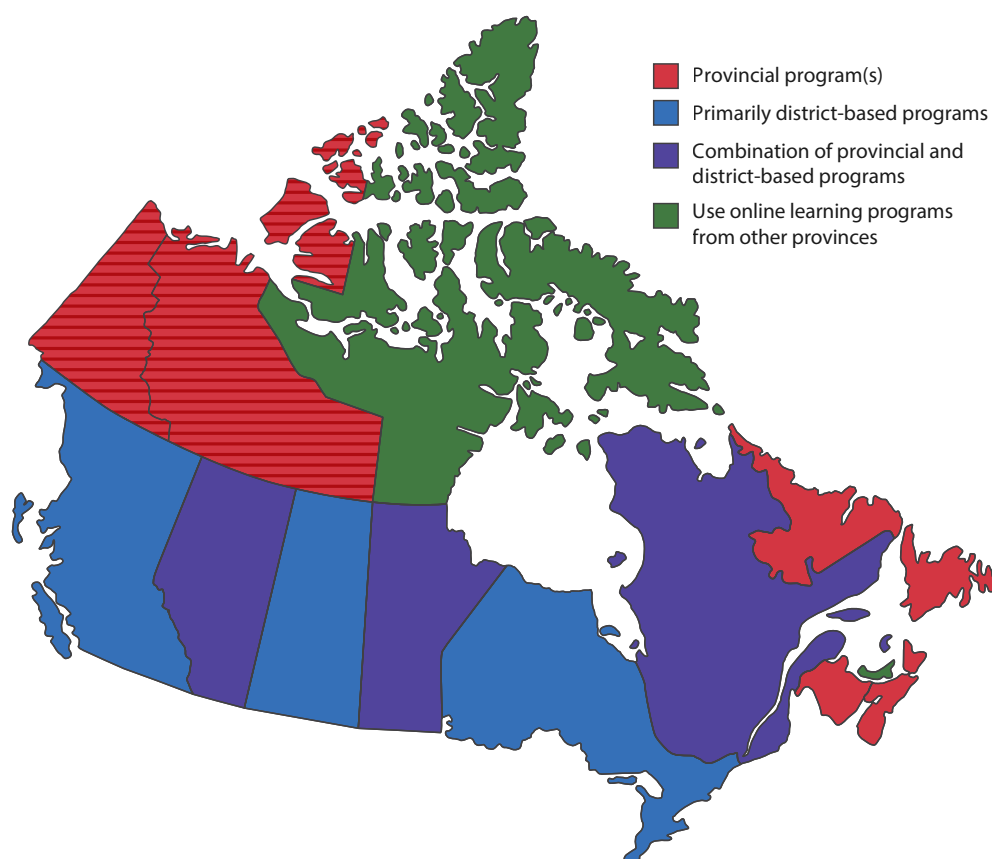 Provincial program(s)
Primarily district-based programs
Combination of provincial and
district-based programs
Use online learning programs
from other provinces